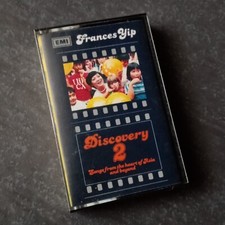 EMI
Frances Yip
Discovery
2
Songs from the heart of Asia
and beyond